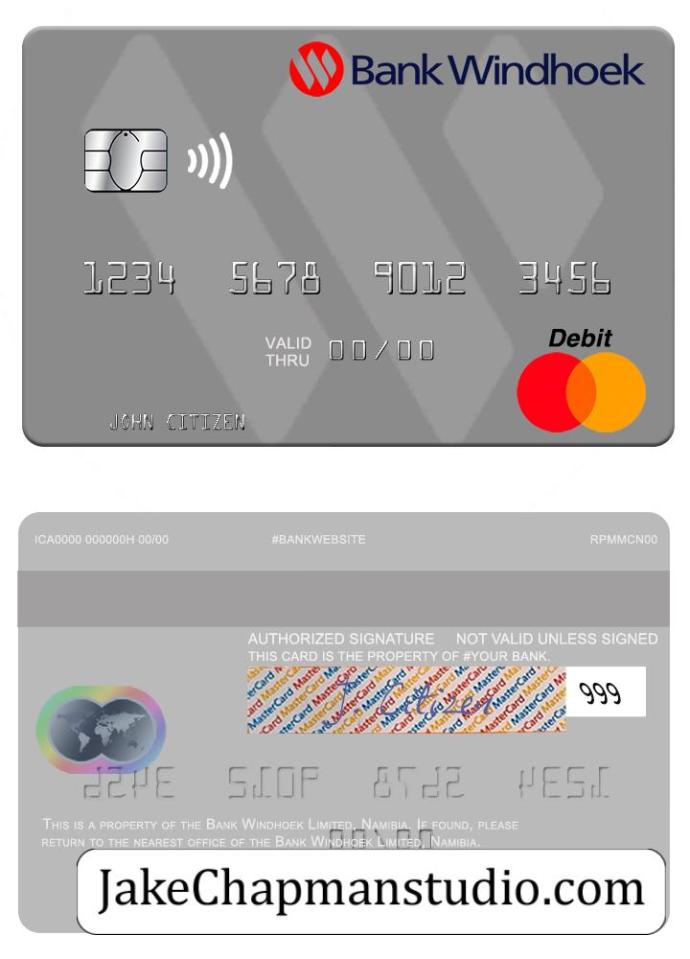 Bank Windhoek
1234 5678 9012 3456
VALID THRU 00/00
Debit
JOHN CITIZEN
ICA0000 000000H 00/00 #BANKWEBSITE RPMMCN00
AUTHORIZED SIGNATURE NOT VALID UNLESS SIGNED
THIS CARD IS THE PROPERTY OF #YOUR BANK.
MasterCard MasterCard MasterCard
J. Citizen
999
THIS IS A PROPERTY OF THE BANK WINDHOEK LIMITED, NAMIBIA. IF FOUND, PLEASE
RETURN TO THE NEAREST OFFICE OF THE BANK WINDHOEK LIMITED, NAMIBIA.
JakeChapmanstudio.com